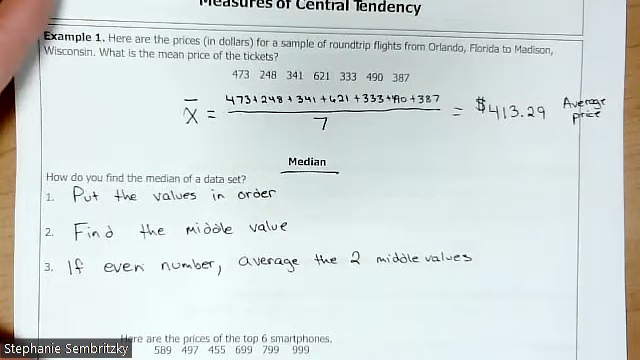 Measures of Central Tendency
Example 1. Here are the prices (in dollars) for a sample of roundtrip flights from Orlando, Florida to Madison,
Wisconsin. What is the mean price of the tickets?
473 248 341 621 333 490 387
X̄ = 473+248+341+621+333+490+387 / 7 = $413.29 Average price
Median
How do you find the median of a data set?
1. Put the values in order
2. Find the middle value
3. If even number, average the 2 middle values
Here are the prices of the top 6 smartphones.
589 497 455 699 799 999
Stephanie Sembritzky